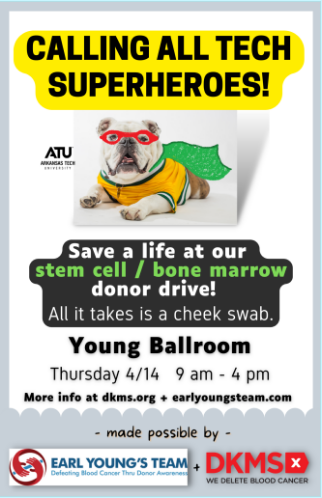 CALLING ALL TECH
SUPERHEROES!
ATU
ARKANSAS TECH
UNIVERSITY
Save a life at our
stem cell / bone marrow
donor drive!
All it takes is a cheek swab.
Young Ballroom
Thursday 4/14 9 am - 4 pm
More info at dkms.org + earlyoungsteam.com
- made possible by -
EARL YOUNG'S TEAM
Defeating Blood Cancer Thru Donor Awareness
+
DKMS x
WE DELETE BLOOD CANCER